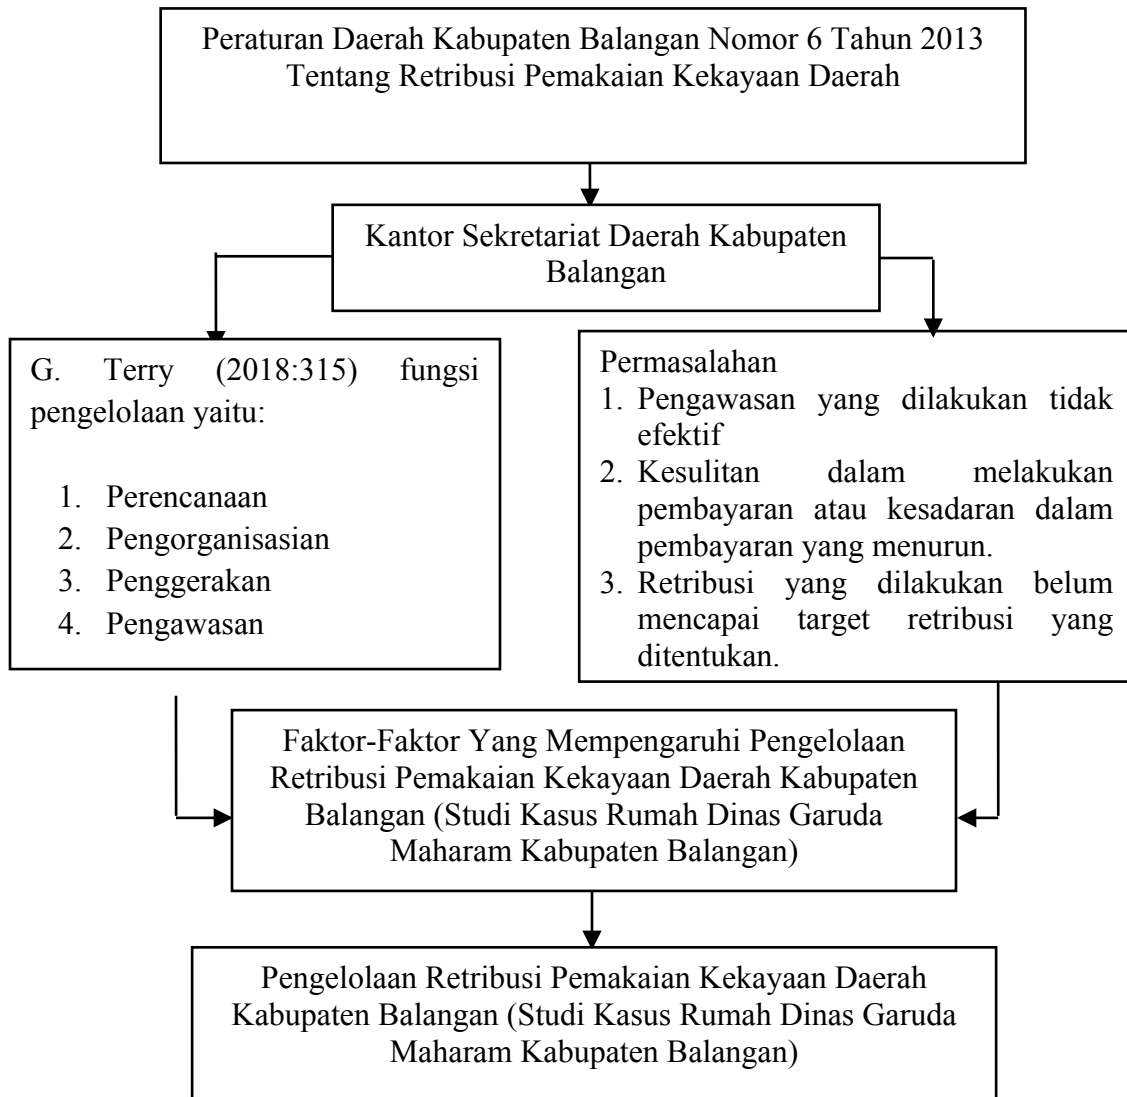 Peraturan Daerah Kabupaten Balangan Nomor 6 Tahun 2013
Tentang Retribusi Pemakaian Kekayaan Daerah
Kantor Sekretariat Daerah Kabupaten
Balangan
G. Terry (2018:315) fungsi
pengelolaan yaitu:
1. Perencanaan
2. Pengorganisasian
3. Penggerakan
4. Pengawasan
Permasalahan
1. Pengawasan yang dilakukan tidak
efektif
2. Kesulitan dalam melakukan
pembayaran atau kesadaran dalam
pembayaran yang menurun.
3. Retribusi yang dilakukan belum
mencapai target retribusi yang
ditentukan.
Faktor-Faktor Yang Mempengaruhi Pengelolaan
Retribusi Pemakaian Kekayaan Daerah Kabupaten
Balangan (Studi Kasus Rumah Dinas Garuda
Maharam Kabupaten Balangan)
Pengelolaan Retribusi Pemakaian Kekayaan Daerah
Kabupaten Balangan (Studi Kasus Rumah Dinas Garuda
Maharam Kabupaten Balangan)